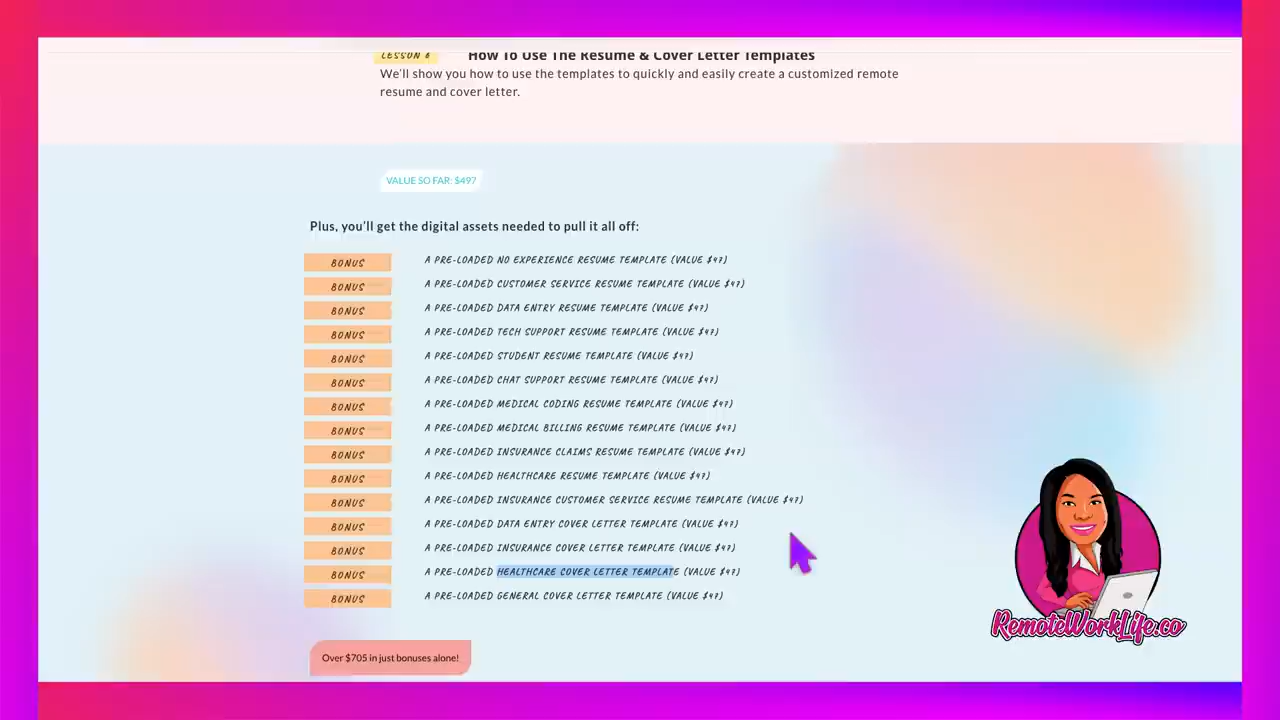 LESSON 6
How To Use The Resume & Cover Letter Templates
We'll show you how to use the templates to quickly and easily create a customized remote
resume and cover letter.
VALUE SO FAR: $497
Plus, you'll get the digital assets needed to pull it all off:
BONUS A PRE-LOADED NO EXPERIENCE RESUME TEMPLATE (VALUE $47)
BONUS A PRE-LOADED CUSTOMER SERVICE RESUME TEMPLATE (VALUE $47)
BONUS A PRE-LOADED DATA ENTRY RESUME TEMPLATE (VALUE $47)
BONUS A PRE-LOADED TECH SUPPORT RESUME TEMPLATE (VALUE $47)
BONUS A PRE-LOADED STUDENT RESUME TEMPLATE (VALUE $47)
BONUS A PRE-LOADED CHAT SUPPORT RESUME TEMPLATE (VALUE $47)
BONUS A PRE-LOADED MEDICAL CODING RESUME TEMPLATE (VALUE $47)
BONUS A PRE-LOADED MEDICAL BILLING RESUME TEMPLATE (VALUE $47)
BONUS A PRE-LOADED INSURANCE CLAIMS RESUME TEMPLATE (VALUE $47)
BONUS A PRE-LOADED HEALTHCARE RESUME TEMPLATE (VALUE $47)
BONUS A PRE-LOADED INSURANCE CUSTOMER SERVICE RESUME TEMPLATE (VALUE $47)
BONUS A PRE-LOADED DATA ENTRY COVER LETTER TEMPLATE (VALUE $47)
BONUS A PRE-LOADED INSURANCE COVER LETTER TEMPLATE (VALUE $47)
BONUS A PRE-LOADED HEALTHCARE COVER LETTER TEMPLATE (VALUE $47)
BONUS A PRE-LOADED GENERAL COVER LETTER TEMPLATE (VALUE $47)
Over $705 in just bonuses alone!
RemoteWorkLife.co